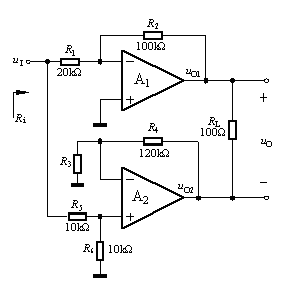 R2
100kΩ
uI
R1
20kΩ
−
A1
+
uO1
Ri
+
RL
100Ω
uO
R4
120kΩ
R3
−
uO2
−
R5
10kΩ
+
A2
R6
10kΩ